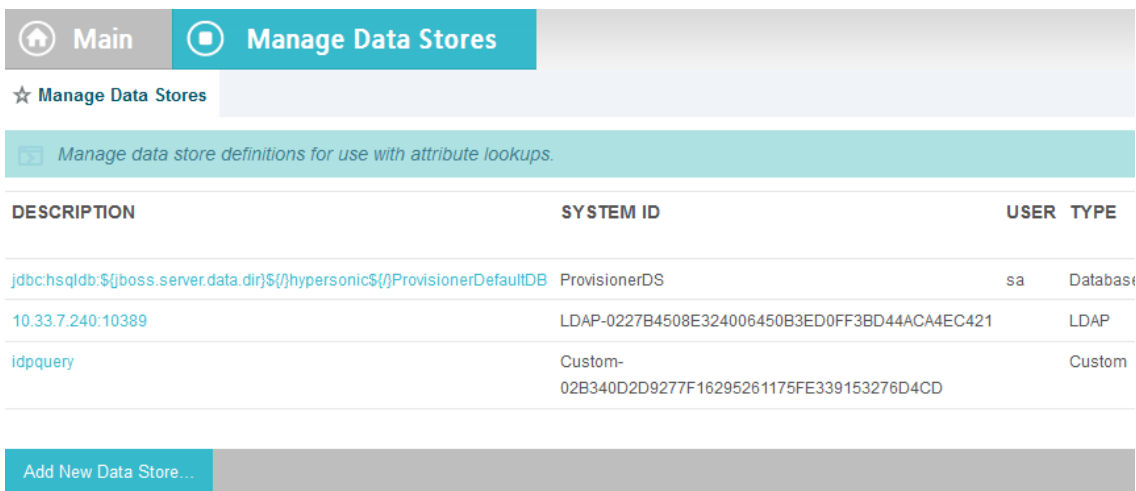 Main Manage Data Stores
Manage Data Stores
Manage data store definitions for use with attribute lookups.
DESCRIPTION SYSTEM ID USER TYPE
jdbc:hsqldb:${jboss.server.data.dir}${/}hypersonic${/}ProvisionerDefaultDB ProvisionerDS sa Database
10.33.7.240:10389 LDAP-0227B4508E324006450B3ED0FF3BD44ACA4EC421 LDAP
idpquery Custom- Custom
02B340D2D9277F16295261175FE339153276D4CD
Add New Data Store...